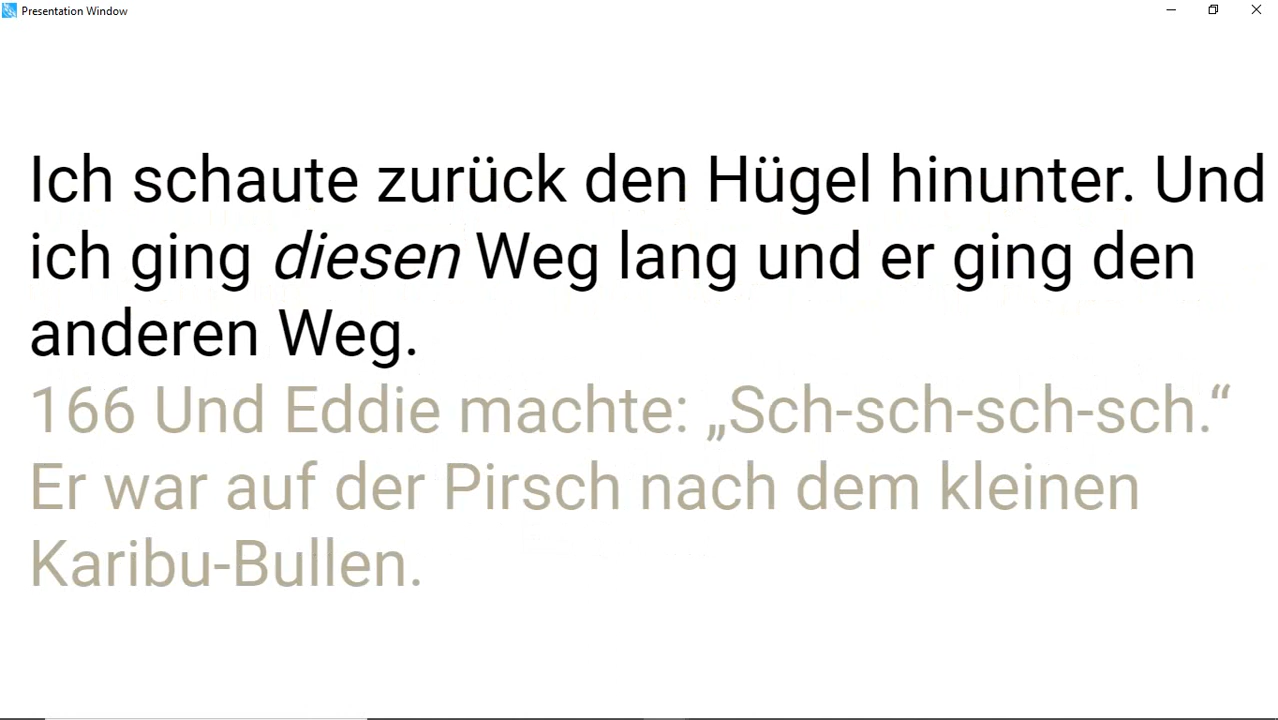 Presentation Window
Ich schaute zurück den Hügel hinunter. Und
ich ging diesen Weg lang und er ging den
anderen Weg.
166 Und Eddie machte: „Sch-sch-sch-sch.“
Er war auf der Pirsch nach dem kleinen
Karibu-Bullen.